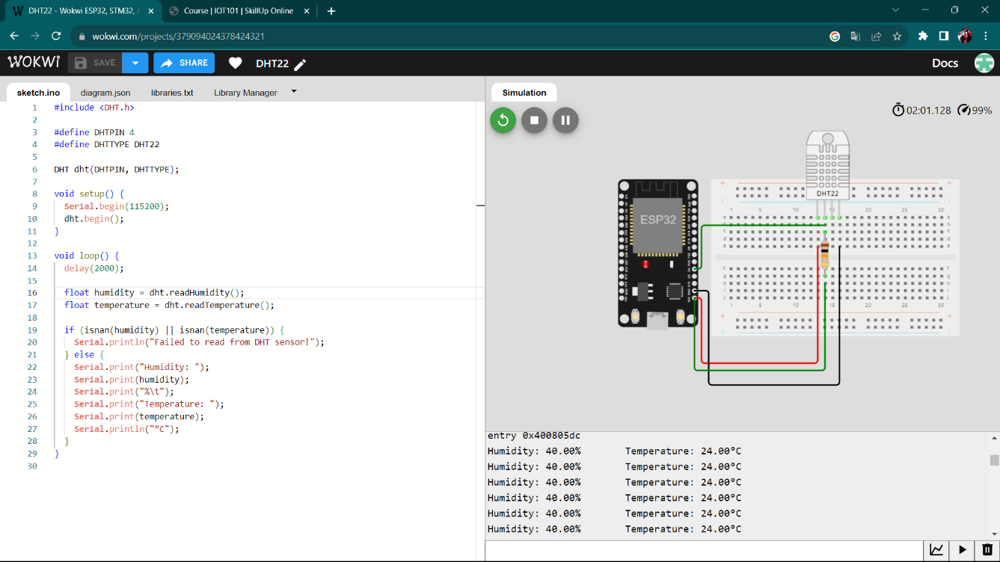 DHT22 - Wokwi ESP32, STM32, A
Course | IOT101 | SkillUp Online
wokwi.com/projects/379094024378424321
WOKWI
SAVE
SHARE
DHT22
Docs
sketch.ino
diagram.json
libraries.txt
Library Manager
1 #include <DHT.h>
2
3 #define DHTPIN 4
4 #define DHTTYPE DHT22
5
6 DHT dht(DHTPIN, DHTTYPE);
7
8 void setup() {
9 Serial.begin(115200);
10 dht.begin();
11 }
12
13 void loop() {
14 delay(2000);
15
16 float humidity = dht.readHumidity();
17 float temperature = dht.readTemperature();
18
19 if (isnan(humidity) || isnan(temperature)) {
20 Serial.println("Failed to read from DHT sensor!");
21 } else {
22 Serial.print("Humidity: ");
23 Serial.print(humidity);
24 Serial.print("%\t");
25 Serial.print("Temperature: ");
26 Serial.print(temperature);
27 Serial.println("°C");
28 }
29 }
30
Simulation
02:01.128 99%
DHT22
ESP32
1 5 10 15 20 25 30
1 5 10 15 20 25 30
entry 0x400805dc
Humidity: 40.00% Temperature: 24.00°C
Humidity: 40.00% Temperature: 24.00°C
Humidity: 40.00% Temperature: 24.00°C
Humidity: 40.00% Temperature: 24.00°C
Humidity: 40.00% Temperature: 24.00°C
Humidity: 40.00% Temperature: 24.00°C